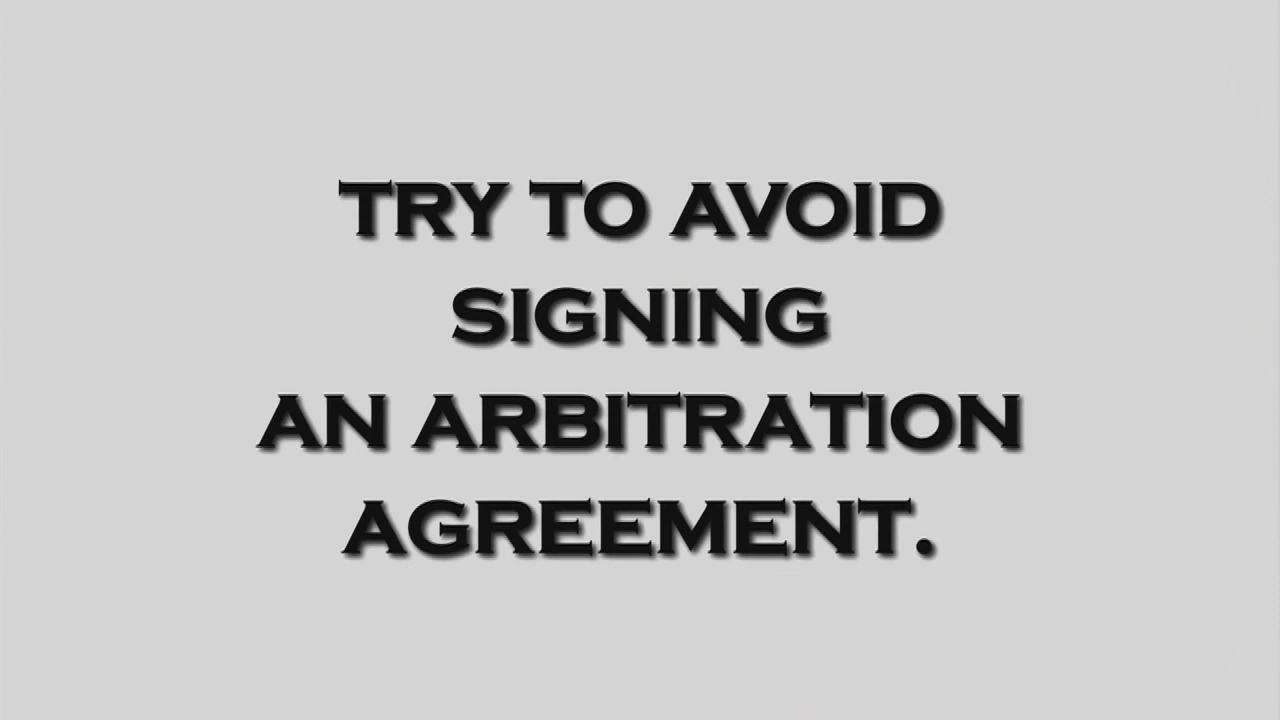 TRY TO AVOID
SIGNING
AN ARBITRATION
AGREEMENT.